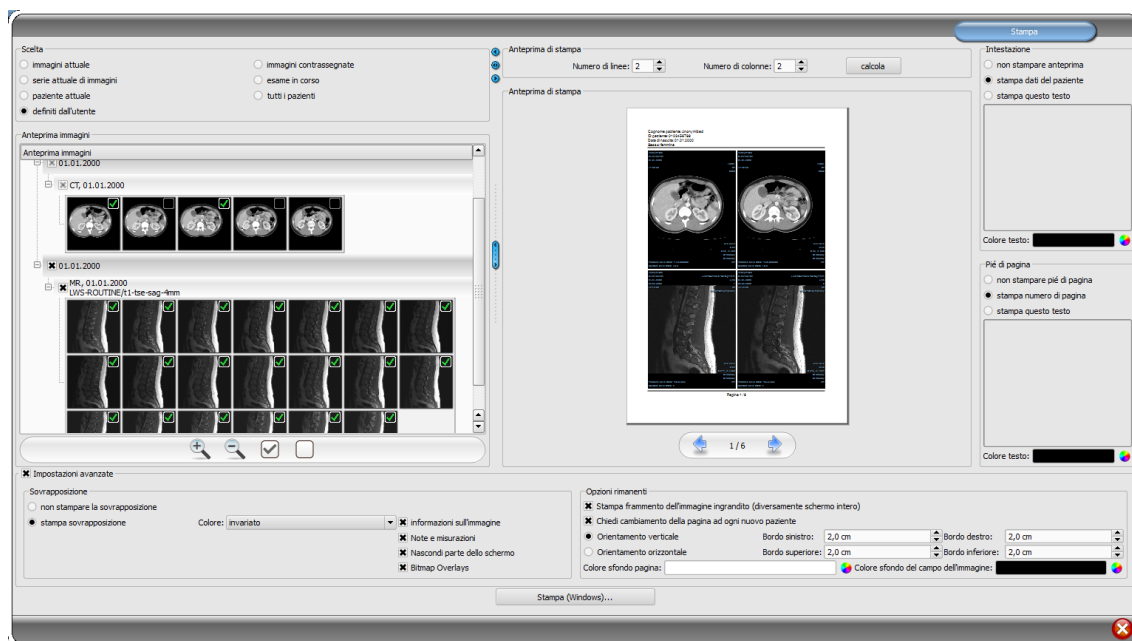 Stampa
Scelta
immagini attuale
immagini contrassegnate
serie attuale di immagini
esame in corso
paziente attuale
tutti i pazienti
definiti dall'utente
Anteprima immagini
Anteprima immagini
01.01.2000
CT, 01.01.2000
01.01.2000
MR, 01.01.2000
LWS-ROUTINE/t1-tse-sag-4mm
Anteprima di stampa
Numero di linee: 2
Numero di colonne: 2
calcola
Anteprima di stampa
Pagina 1 / 6
1 / 6
Intestazione
non stampare anteprima
stampa dati del paziente
stampa questo testo
Colore testo:
Pié di pagina
non stampare pié di pagina
stampa numero di pagina
stampa questo testo
Colore testo:
Impostazioni avanzate
Sovrapposizione
non stampare la sovrapposizione
stampa sovrapposizione
Colore: invariato
informazioni sull'immagine
Note e misurazioni
Nascondi parte dello schermo
Bitmap Overlays
Opzioni rimanenti
Stampa frammento dell'immagine ingrandito (diversamente schermo intero)
Chiedi cambiamento della pagina ad ogni nuovo paziente
Orientamento verticale
Bordo sinistro: 2,0 cm
Bordo destro: 2,0 cm
Orientamento orizzontale
Bordo superiore: 2,0 cm
Bordo inferiore: 2,0 cm
Colore sfondo pagina:
Colore sfondo del campo dell'immagine:
Stampa (Windows)...